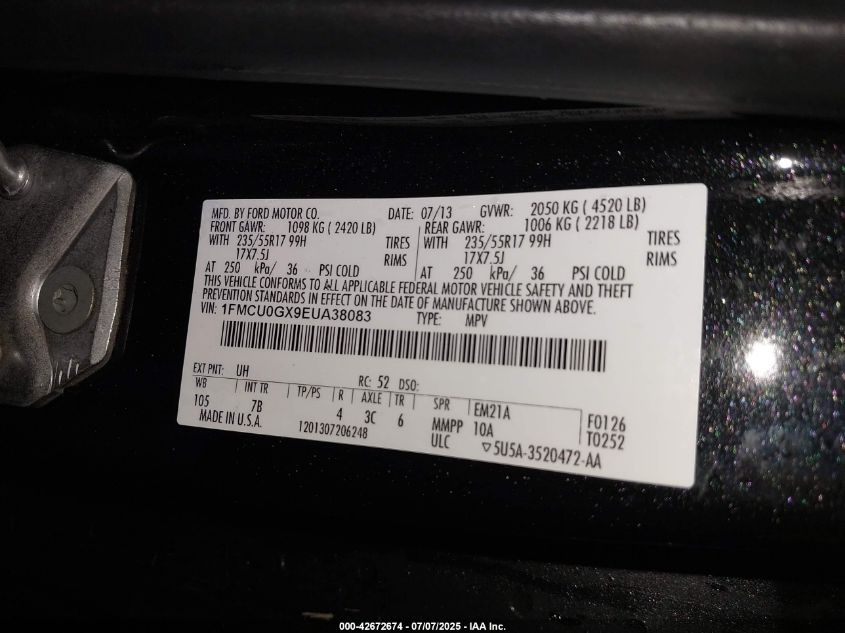 MFD. BY FORD MOTOR CO. DATE: 07/13 GVWR: 2050 KG ( 4520 LB)
FRONT GAWR: 1098 KG ( 2420 LB) REAR GAWR: 1006 KG ( 2218 LB)
WITH 235/55R17 99H TIRES WITH 235/55R17 99H TIRES
17X7.5J RIMS 17X7.5J RIMS
AT 250 kPa/ 36 PSI COLD AT 250 kPa/ 36 PSI COLD
THIS VEHICLE CONFORMS TO ALL APPLICABLE FEDERAL MOTOR VEHICLE SAFETY AND THEFT
PREVENTION STANDARDS IN EFFECT ON THE DATE OF MANUFACTURE SHOWN ABOVE.
VIN: 1FMCU0GX9EUA38083 TYPE: MPV
EXT PNT: UH RC: 52 DSO:
WB INT TR TP/PS R AXLE TR SPR EM21A F0126
105 7B 4 3C 6 MMPP 10A T0252
MADE IN U.S.A. 1201307206248 ULC ▽5U5A-3520472-AA
000-42672674 / 07/07/2025 - IAA Inc.